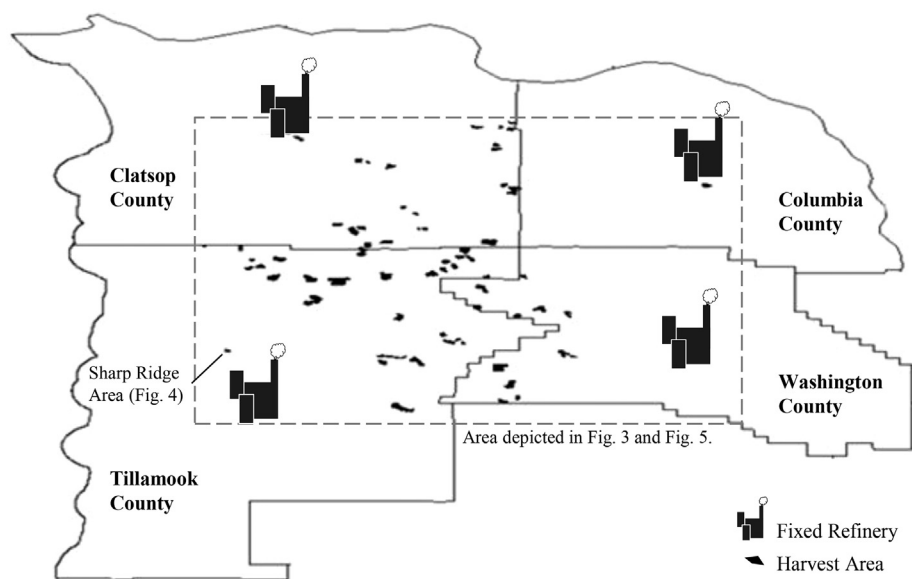 Clatsop
County
Columbia
County
Sharp Ridge
Area (Fig. 4)
Washington
County
Area depicted in Fig. 3 and Fig. 5.
Tillamook
County
Fixed Refinery
Harvest Area